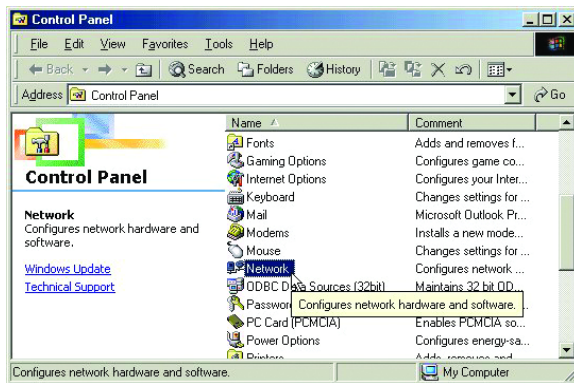 Control Panel
File Edit View Favorites Tools Help
Back Search Folders History
Address Control Panel Go
Control Panel
Network
Configures network hardware and
software.
Windows Update
Technical Support
Name Comment
Fonts Adds and removes f...
Gaming Options Configures game co...
Internet Options Configures your Inter...
Keyboard Changes settings for ...
Mail Microsoft Outlook Pr...
Modems Installs a new mode...
Mouse Changes settings for ...
Network Configures network ...
ODBC Data Sources (32bit) Maintains 32 bit OD...
Configures network hardware and software.
PC Card (PCMCIA) Enables PCMCIA so...
Power Options Configures energy-sa...
Printers Adds, removes and
Configures network hardware and software. My Computer